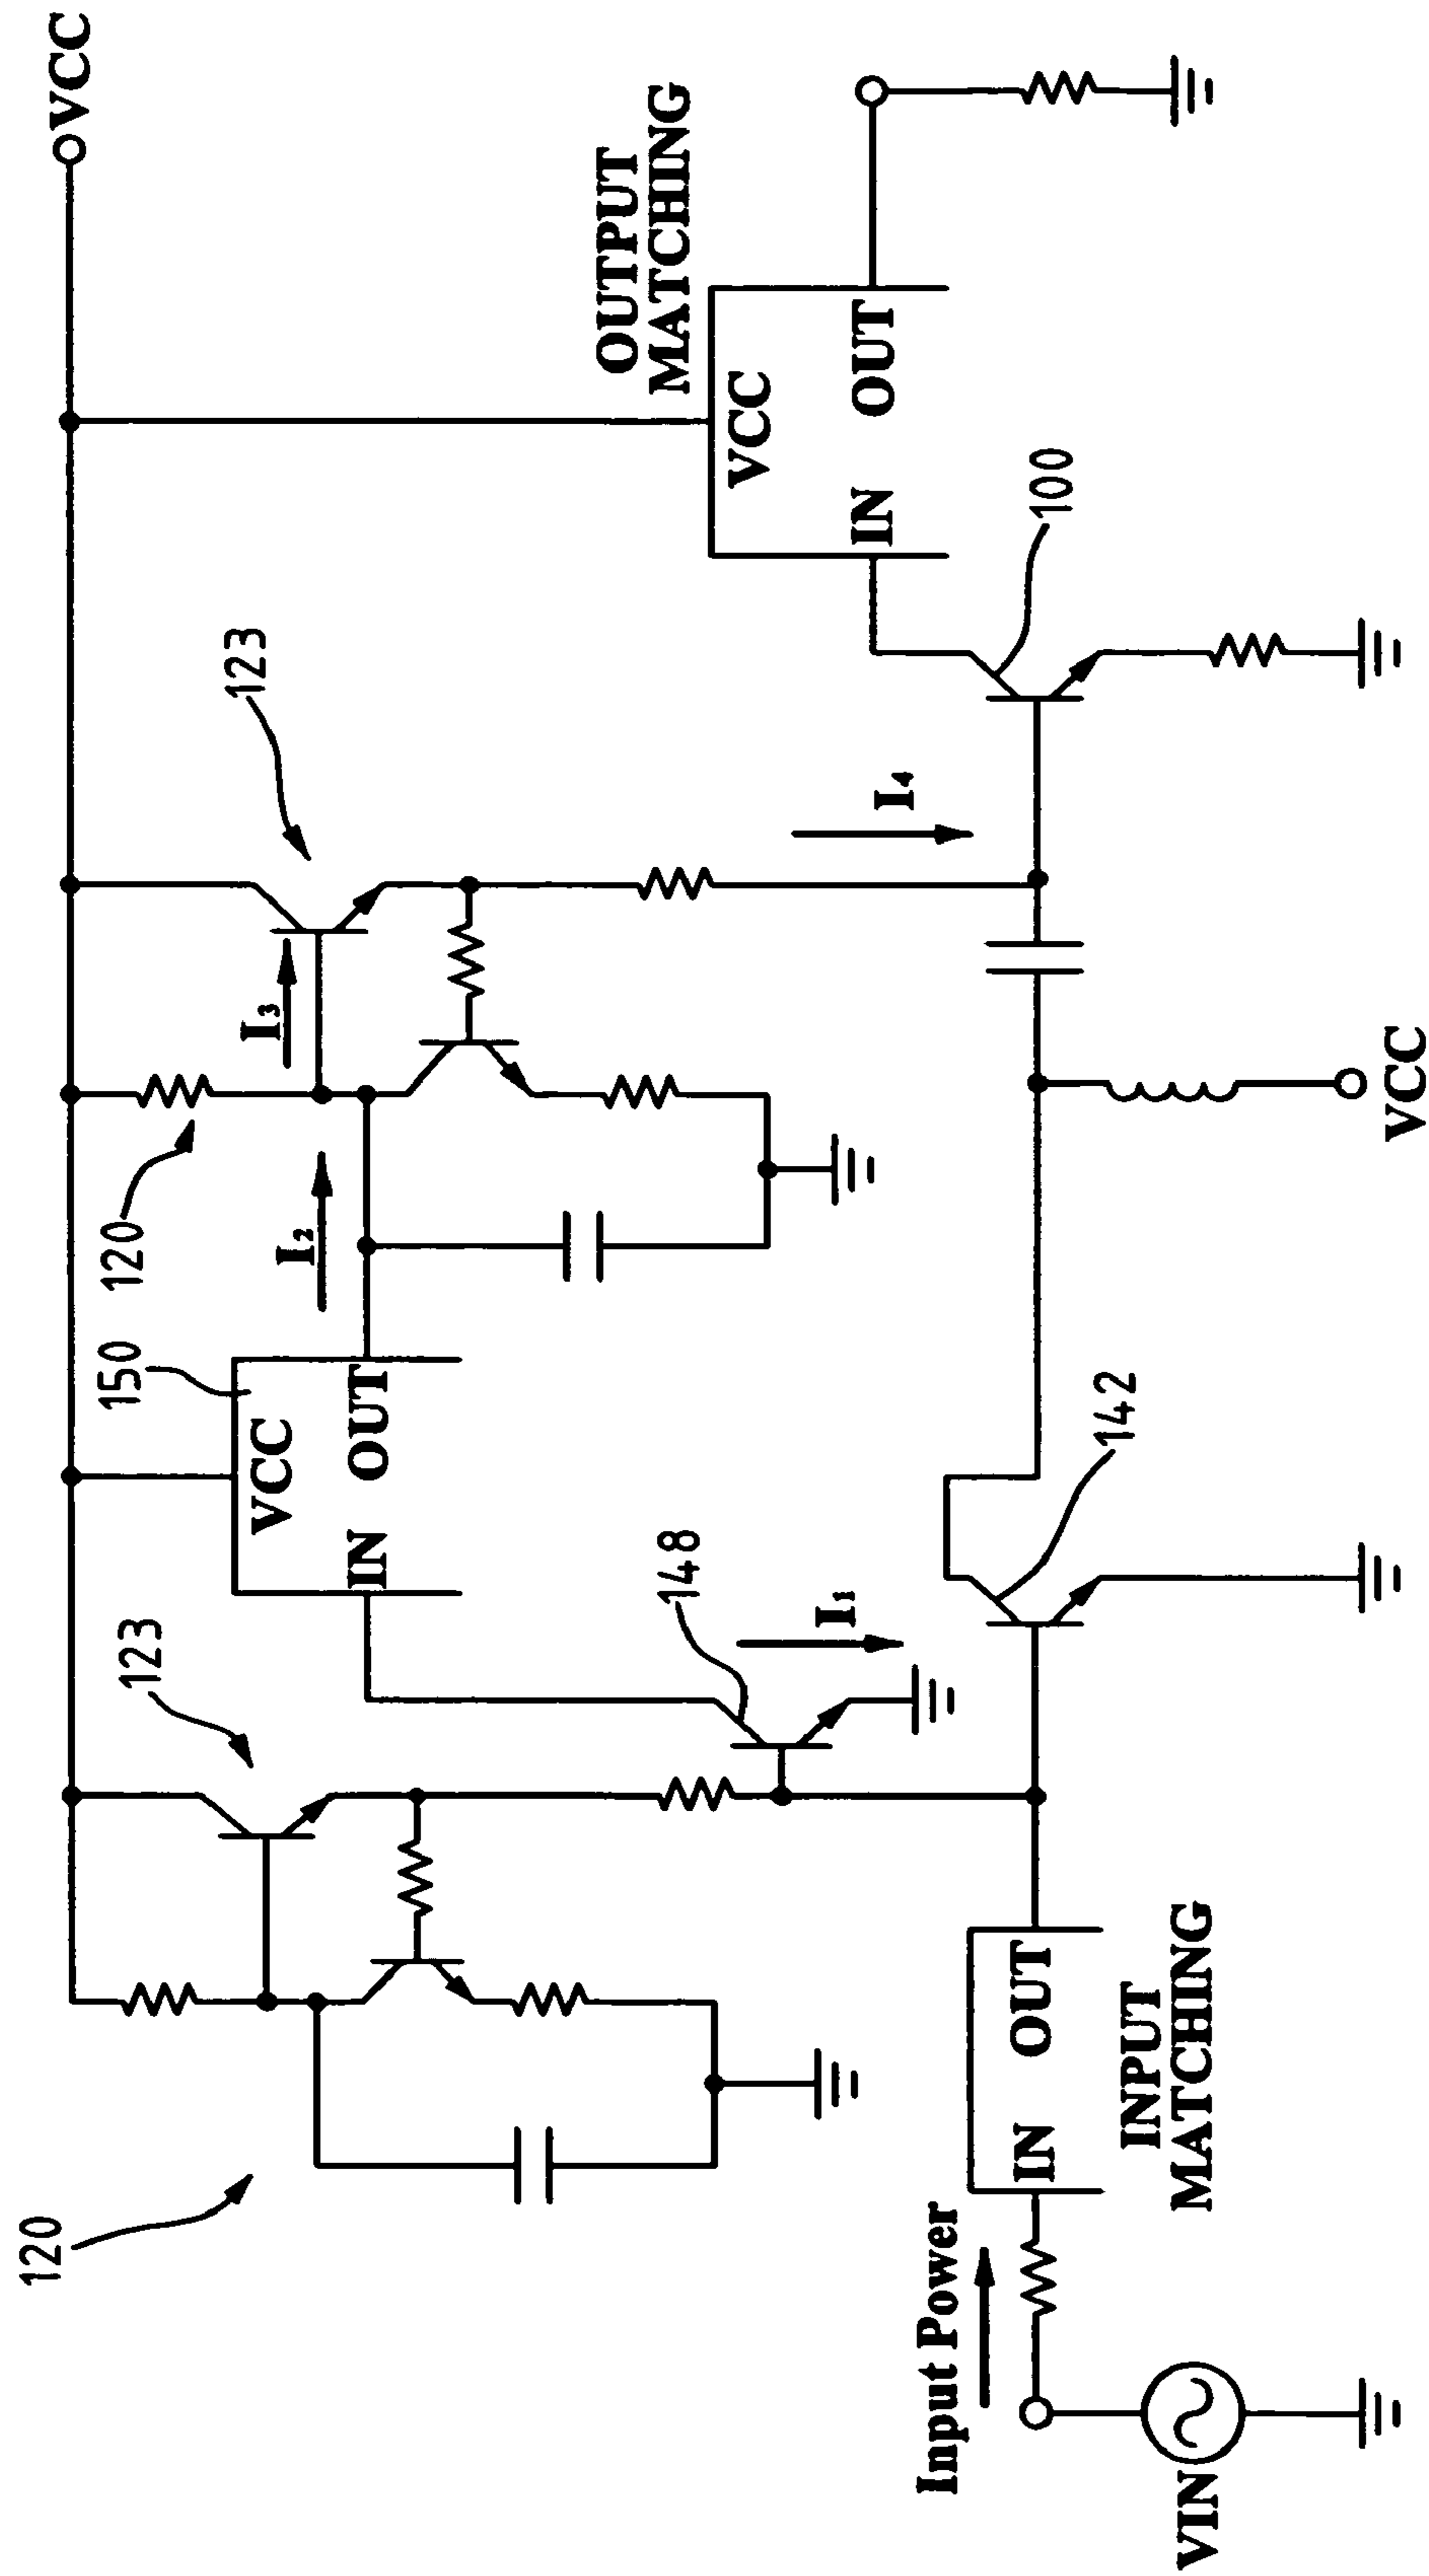 VCC
123
120
I₃
I₂
150
VCC
IN OUT
123
120
148
I₁
I₄
OUTPUT
MATCHING
VCC
IN OUT
100
142
VCC
Input Power
IN OUT
INPUT
MATCHING
VIN